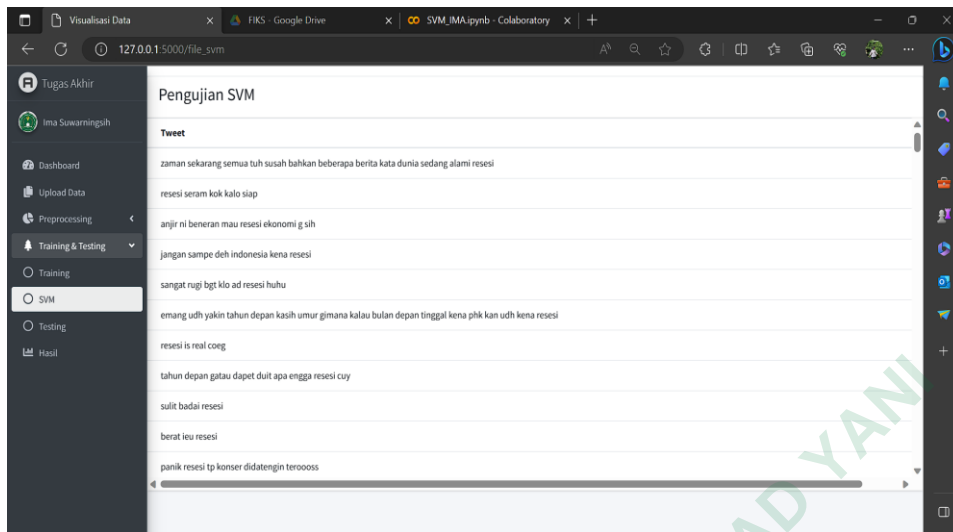 Visualisasi Data
FIKS - Google Drive
SVM_IMA.ipynb - Colaboratory
127.0.0.1:5000/file_svm
Tugas Akhir
Ima Suwarningsih
Dashboard
Upload Data
Preprocessing
Training & Testing
Training
SVM
Testing
Hasil
Pengujian SVM
Tweet
zaman sekarang semua tuh susah bahkan beberapa berita kata dunia sedang alami resesi
resesi seram kok kalo siap
anjir ni beneran mau resesi ekonomi g sih
jangan sampe deh indonesia kena resesi
sangat rugi bgt klo ad resesi huhu
emang udh yakin tahun depan kasih umur gimana kalau bulan depan tinggal kena phk kan udh kena resesi
resesi is real coeg
tahun depan gatau dapet duit apa engga resesi cuy
sulit badai resesi
berat ieu resesi
panik resesi tp konser didatengin teroooss
AD YANI